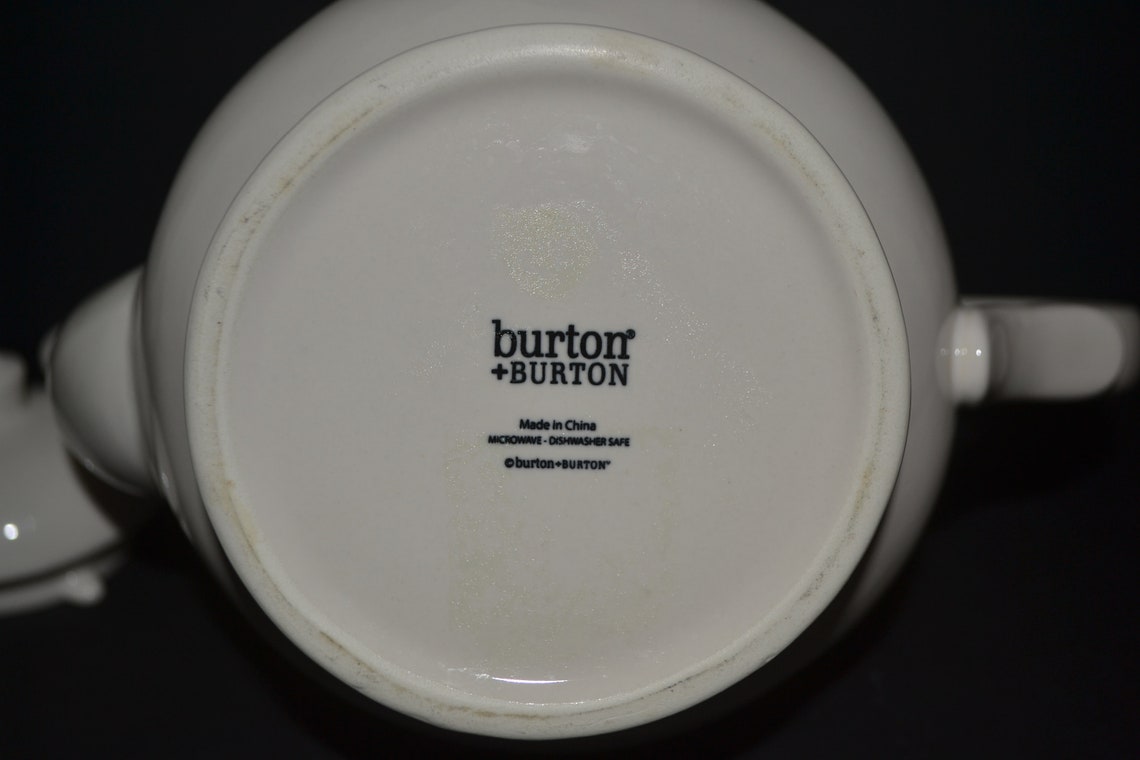 burton®
+BURTON
Made in China
MICROWAVE - DISHWASHER SAFE
©burton+BURTON™